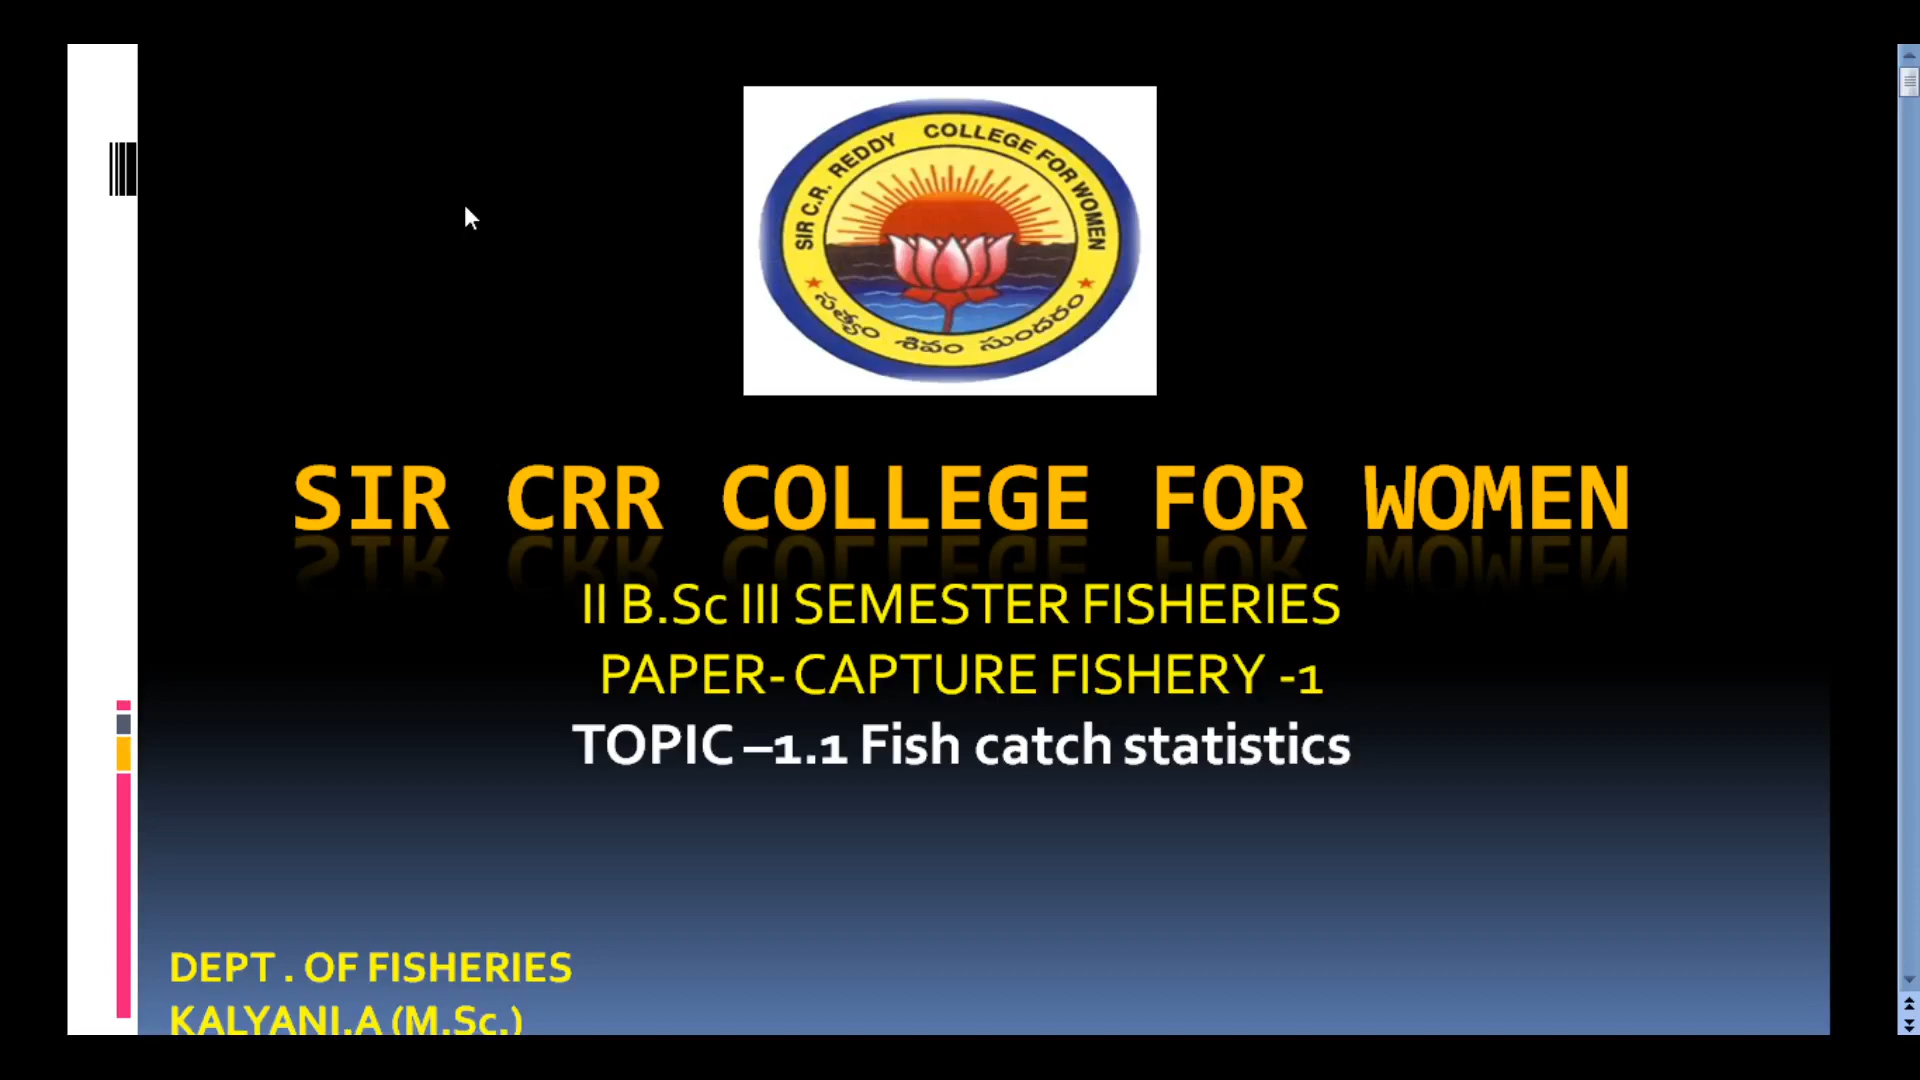 SIR C.R. REDDY COLLEGE FOR WOMEN
సత్యం శివం సుందరం
SIR CRR COLLEGE FOR WOMEN
II B.Sc III SEMESTER FISHERIES
PAPER- CAPTURE FISHERY -1
TOPIC –1.1 Fish catch statistics
DEPT . OF FISHERIES
KALYANI.A (M.Sc.)